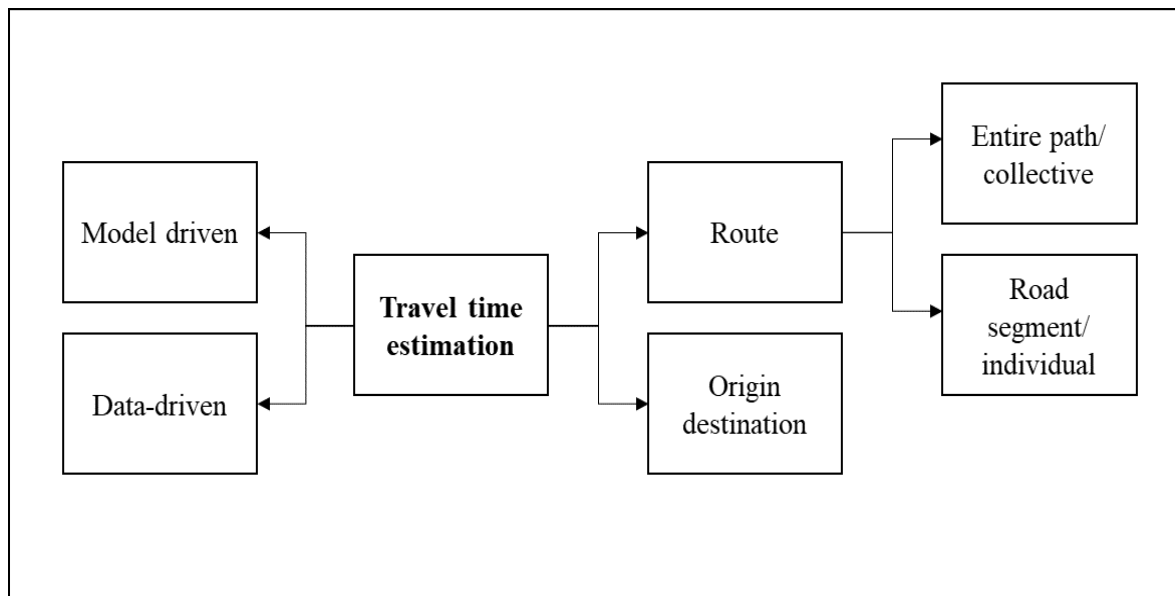 Model driven
Data-driven
Travel time
estimation
Route
Origin
destination
Entire path/
collective
Road
segment/
individual